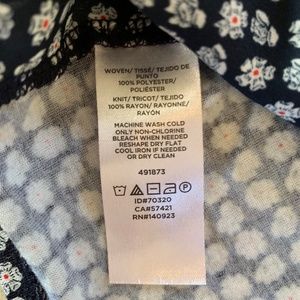 WOVEN/ TISSÉ/ TEJIDO DE
PUNTO
100% POLYESTER/
POLIÉSTER
KNIT/ TRICOT/ TEJIDO
100% RAYON/ RAYONNE/
RAYÓN
MACHINE WASH COLD
ONLY NON-CHLORINE
BLEACH WHEN NEEDED
RESHAPE DRY FLAT
COOL IRON IF NEEDED
OR DRY CLEAN
491873
ID#70320
CA#57421
RN#140923